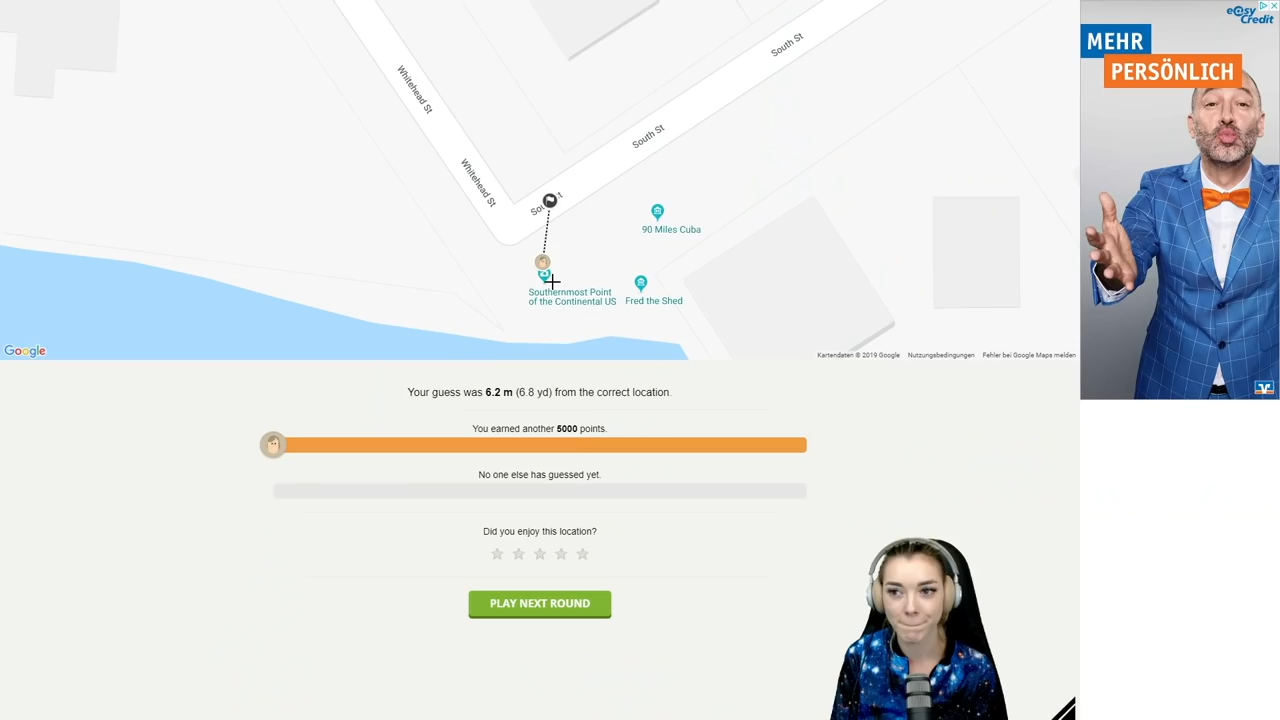 Whitehead St
Whitehead St
South St
South St
90 Miles Cuba
Southernmost Point
of the Continental US
Fred the Shed
Google
Kartendaten © 2019 Google
Nutzungsbedingungen
Fehler bei Google Maps melden
easy
Credit
MEHR
PERSÖNLICH
Your guess was 6.2 m (6.8 yd) from the correct location.
You earned another 5000 points.
No one else has guessed yet.
Did you enjoy this location?
PLAY NEXT ROUND